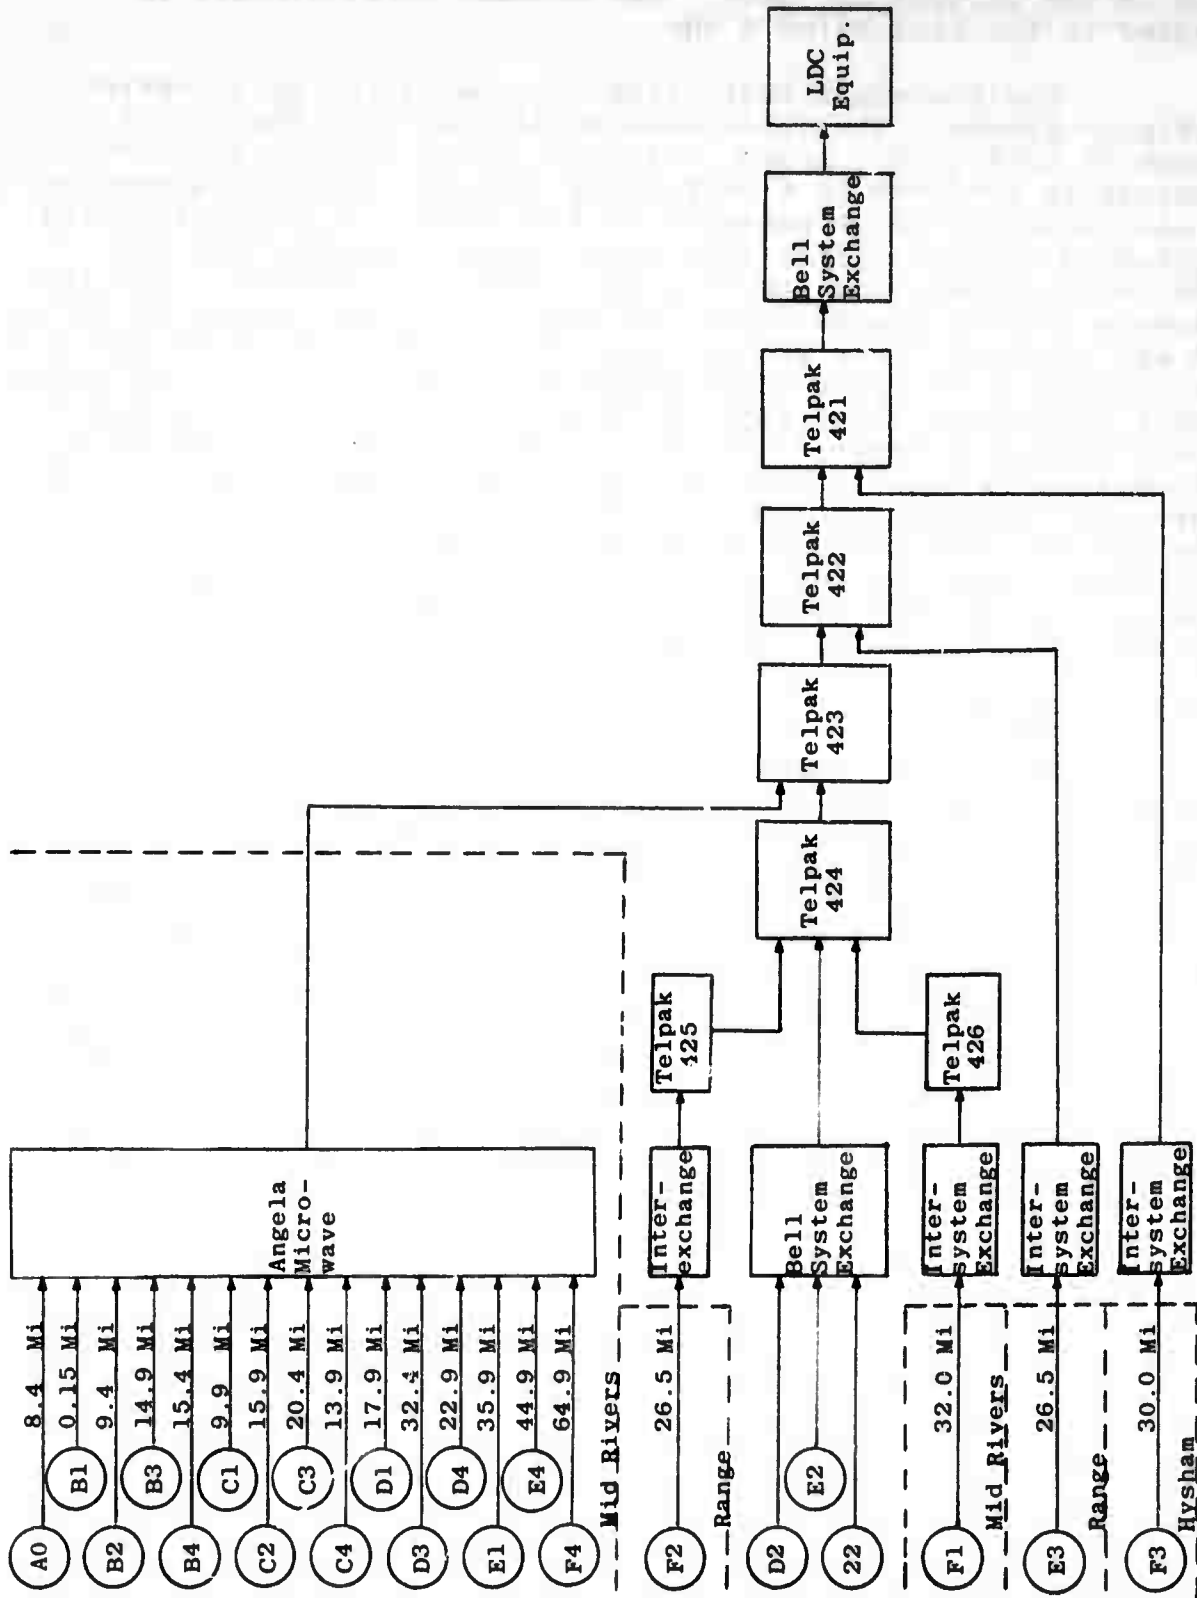 A0
8.4 Mi
B1
0.15 Mi
B2
9.4 Mi
B3
14.9 Mi
B4
15.4 Mi
C1
9.9 Mi
C2
15.9 Mi
C3
20.4 Mi
C4
13.9 Mi
D1
17.9 Mi
D3
32.4 Mi
D4
22.9 Mi
E1
35.9 Mi
E4
44.9 Mi
F4
64.9 Mi
Angela
Micro-
wave
Mid Rivers
F2
26.5 Mi
Inter-
exchange
Telpak
425
Range
D2
E2
22
Bell
System
Exchange
Telpak
424
Telpak
423
Telpak
422
Telpak
421
Bell
System
Exchange
LDC
Equip.
F1
32.0 Mi
Inter-
system
Exchange
Telpak
426
Mid Rivers
E3
26.5 Mi
Inter-
system
Exchange
Range
F3
30.0 Mi
Inter-
system
Exchange
Hysham